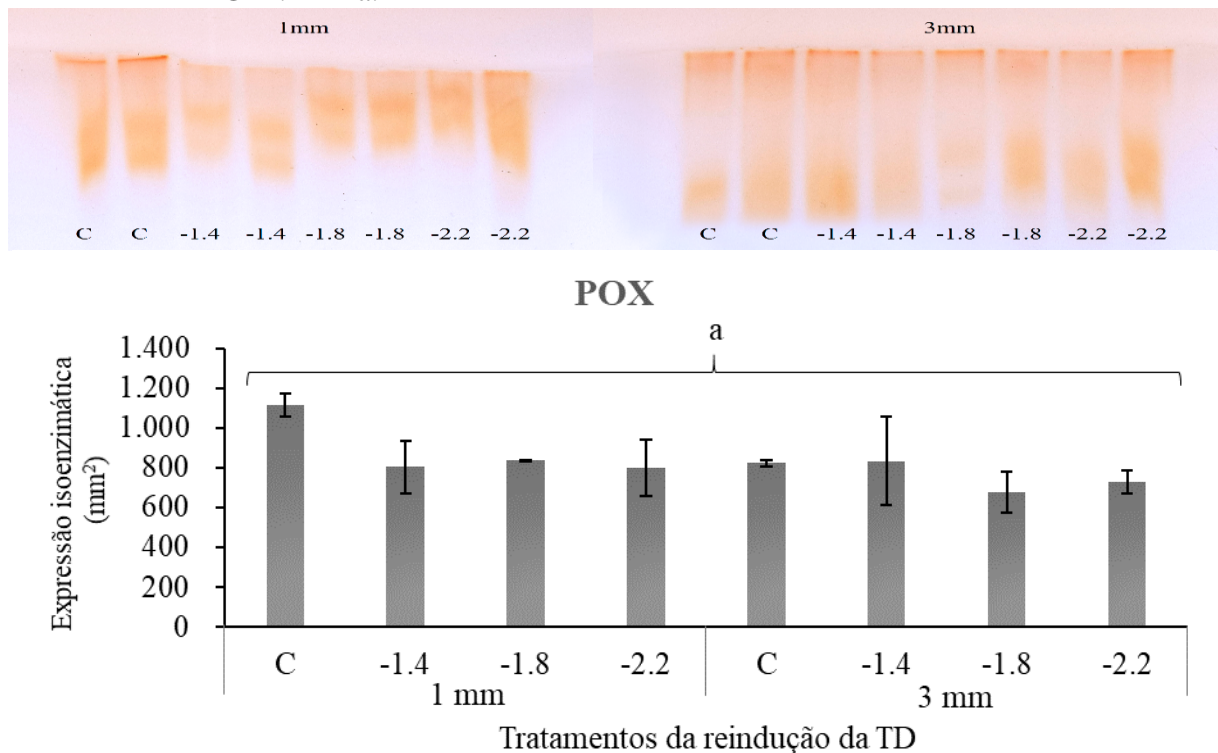 1mm
3mm
C C -1.4 -1.4 -1.8 -1.8 -2.2 -2.2
C C -1.4 -1.4 -1.8 -1.8 -2.2 -2.2
POX
a
Expressão isoenzimática
(mm²)
1.400
1.200
1.000
800
600
400
200
0
C -1.4 -1.8 -2.2 C -1.4 -1.8 -2.2
1 mm 3 mm
Tratamentos da reindução da TD